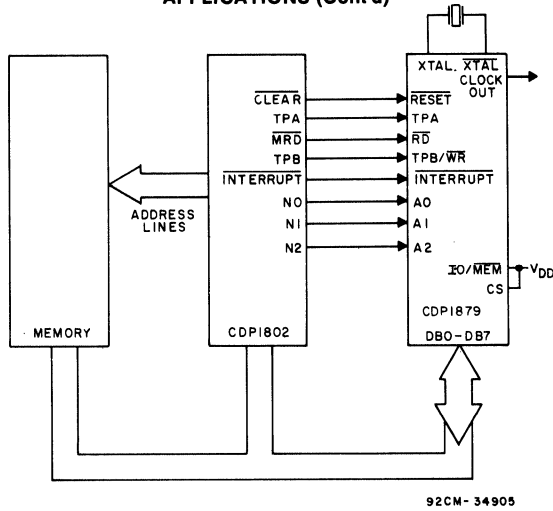 APPLICATIONS (Cont'd)
XTAL, XTAL
CLOCK
OUT
CLEAR RESET
TPA TPA
MRD RD
TPB TPB/WR
INTERRUPT INTERRUPT
ADDRESS
LINES
N0 A0
N1 A1
N2 A2
IO/MEM VDD
CS
CDP1879
MEMORY CDP1802 DB0-DB7
92CM-34905